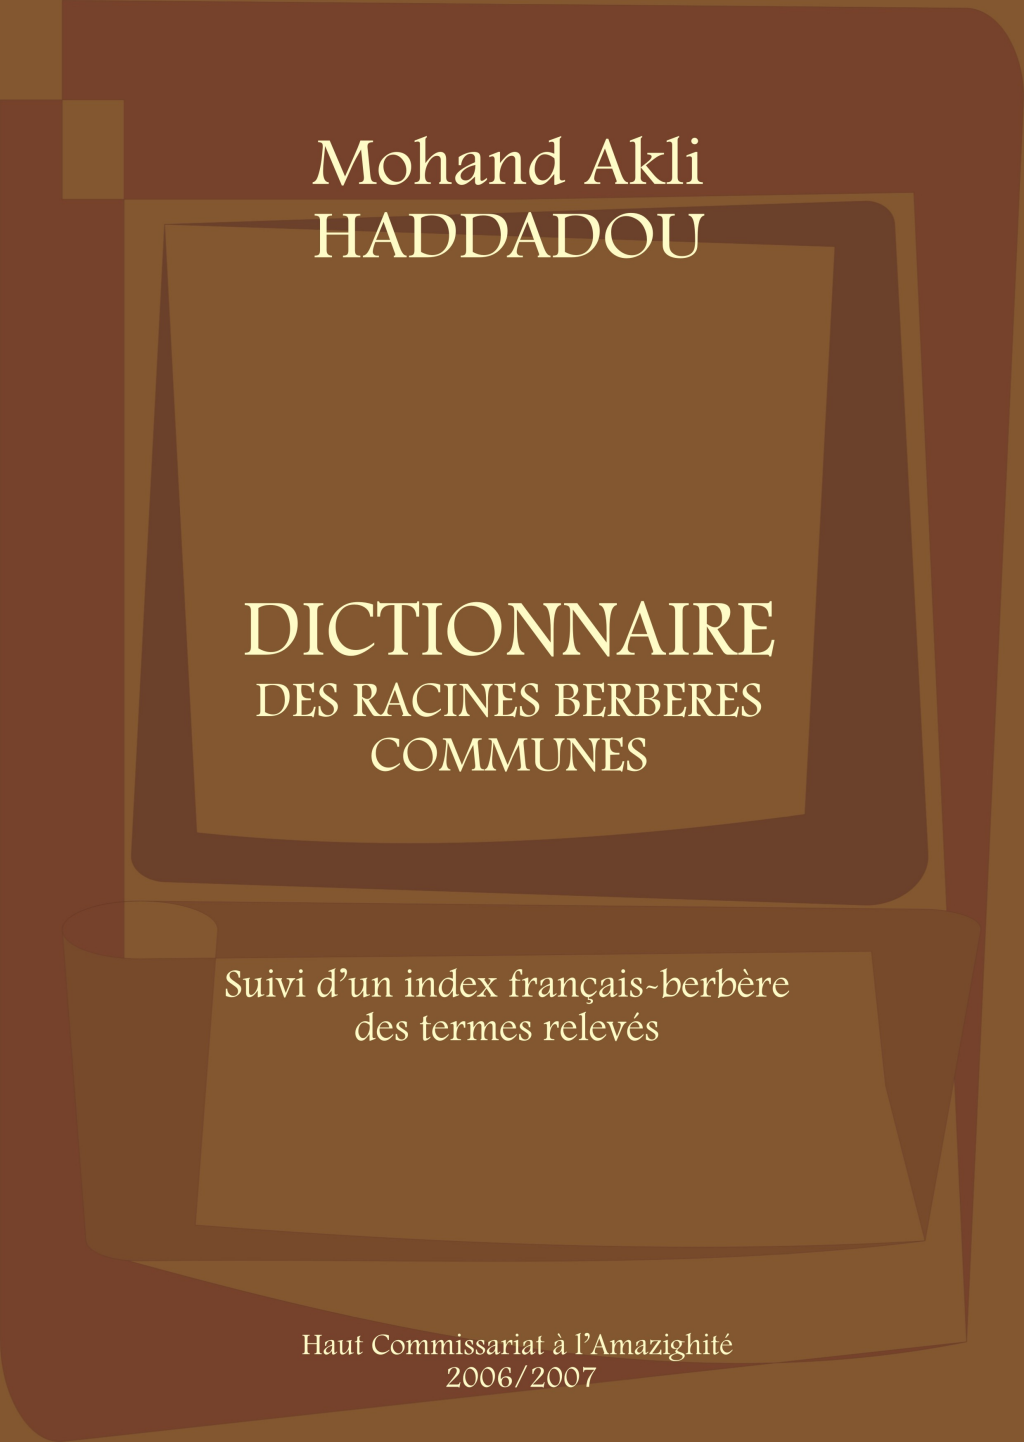 Mohand Akli
HADDADOU
DICTIONNAIRE
DES RACINES BERBERES
COMMUNES
Suivi d’un index français-berbère
des termes relevés
Haut Commissariat à l’Amazighité
2006/2007